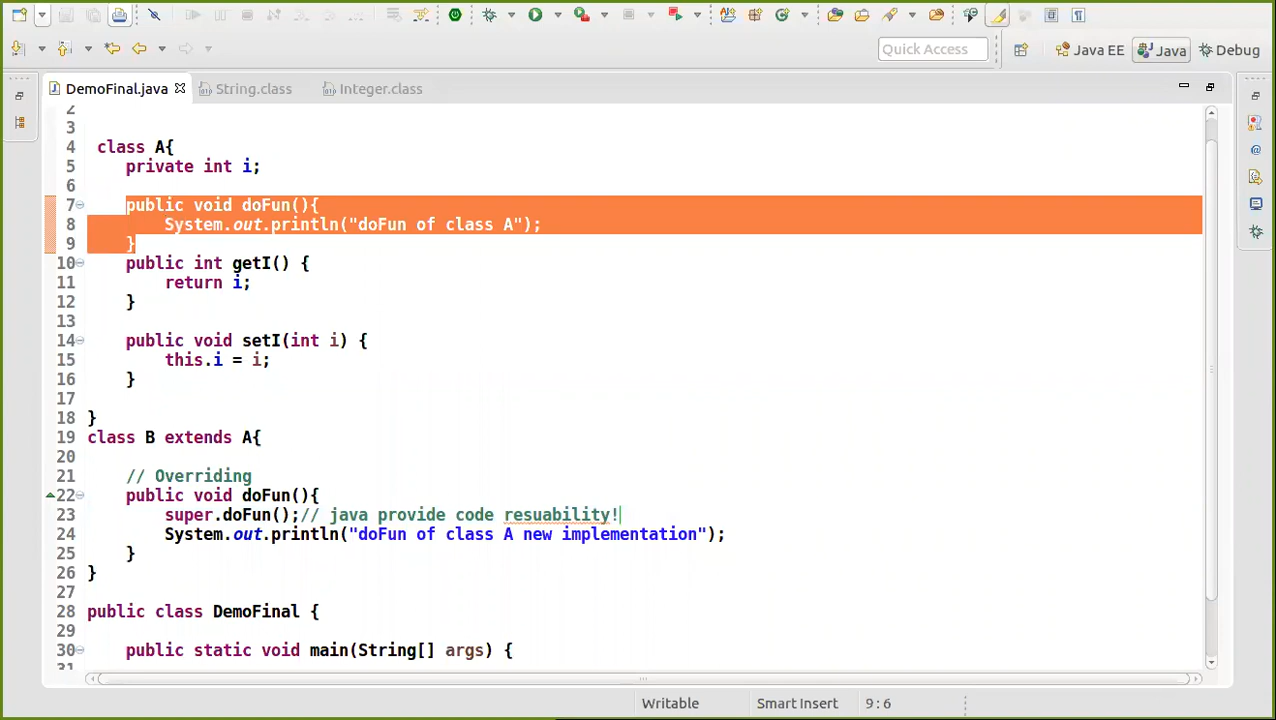 Quick Access
Java EE
Java
Debug
DemoFinal.java
String.class
Integer.class
2
3
4 class A{
5 private int i;
6
7 public void doFun(){
8 System.out.println("doFun of class A");
9 }
10 public int getI() {
11 return i;
12 }
13
14 public void setI(int i) {
15 this.i = i;
16 }
17
18 }
19 class B extends A{
20
21 // Overriding
22 public void doFun(){
23 super.doFun();// java provide code resuability!
24 System.out.println("doFun of class A new implementation");
25 }
26 }
27
28 public class DemoFinal {
29
30 public static void main(String[] args) {
31
Writable
Smart Insert
9:6